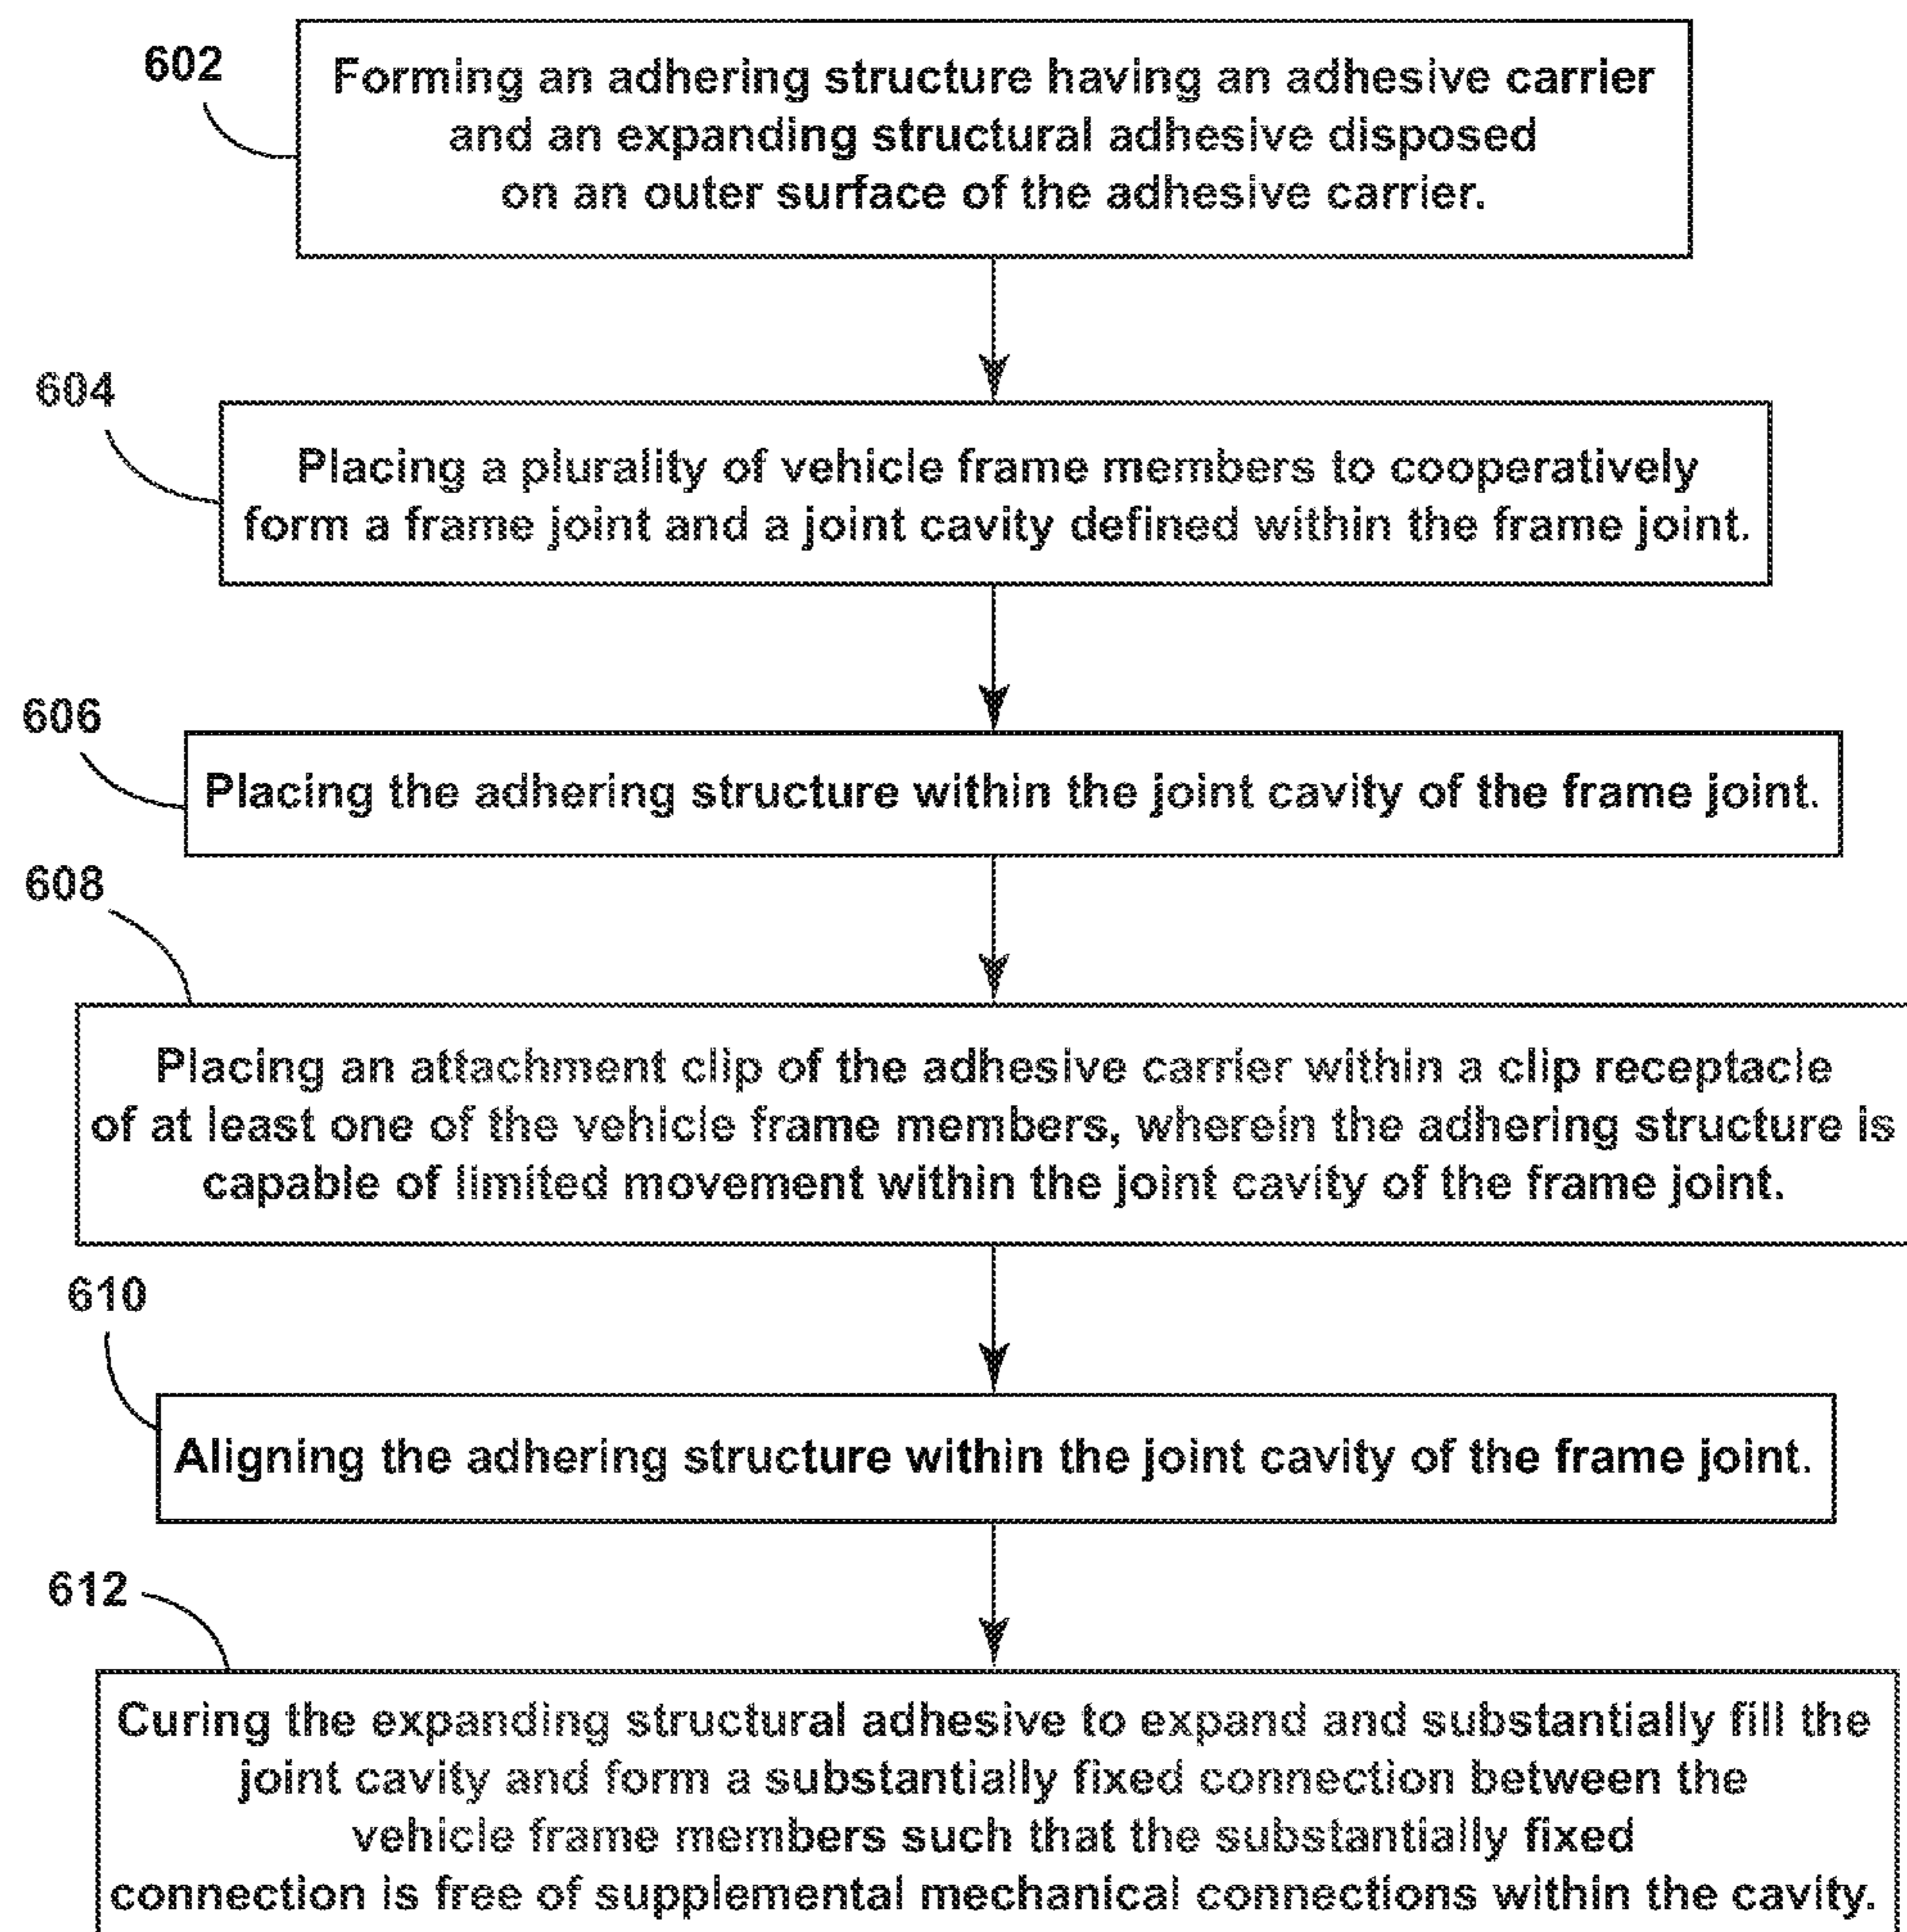 602
Forming an adhering structure having an adhesive carrier
and an expanding structural adhesive disposed
on an outer surface of the adhesive carrier.
604
Placing a plurality of vehicle frame members to cooperatively
form a frame joint and a joint cavity defined within the frame joint.
606
Placing the adhering structure within the joint cavity of the frame joint.
608
Placing an attachment clip of the adhesive carrier within a clip receptacle
of at least one of the vehicle frame members, wherein the adhering structure is
capable of limited movement within the joint cavity of the frame joint.
610
Aligning the adhering structure within the joint cavity of the frame joint.
612
Curing the expanding structural adhesive to expand and substantially fill the
joint cavity and form a substantially fixed connection between the
vehicle frame members such that the substantially fixed
connection is free of supplemental mechanical connections within the cavity.